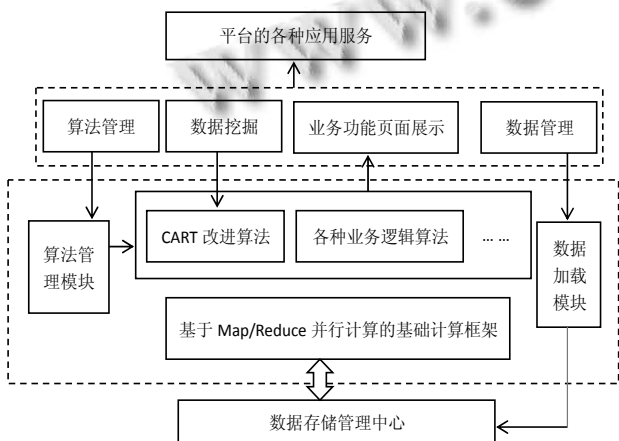 平台的各种应用服务
算法管理
数据挖掘
业务功能页面展示
数据管理
算法管
理模块
CART 改进算法
各种业务逻辑算法
... ...
数据
加载
模块
基于 Map/Reduce 并行计算的基础计算框架
数据存储管理中心
www.